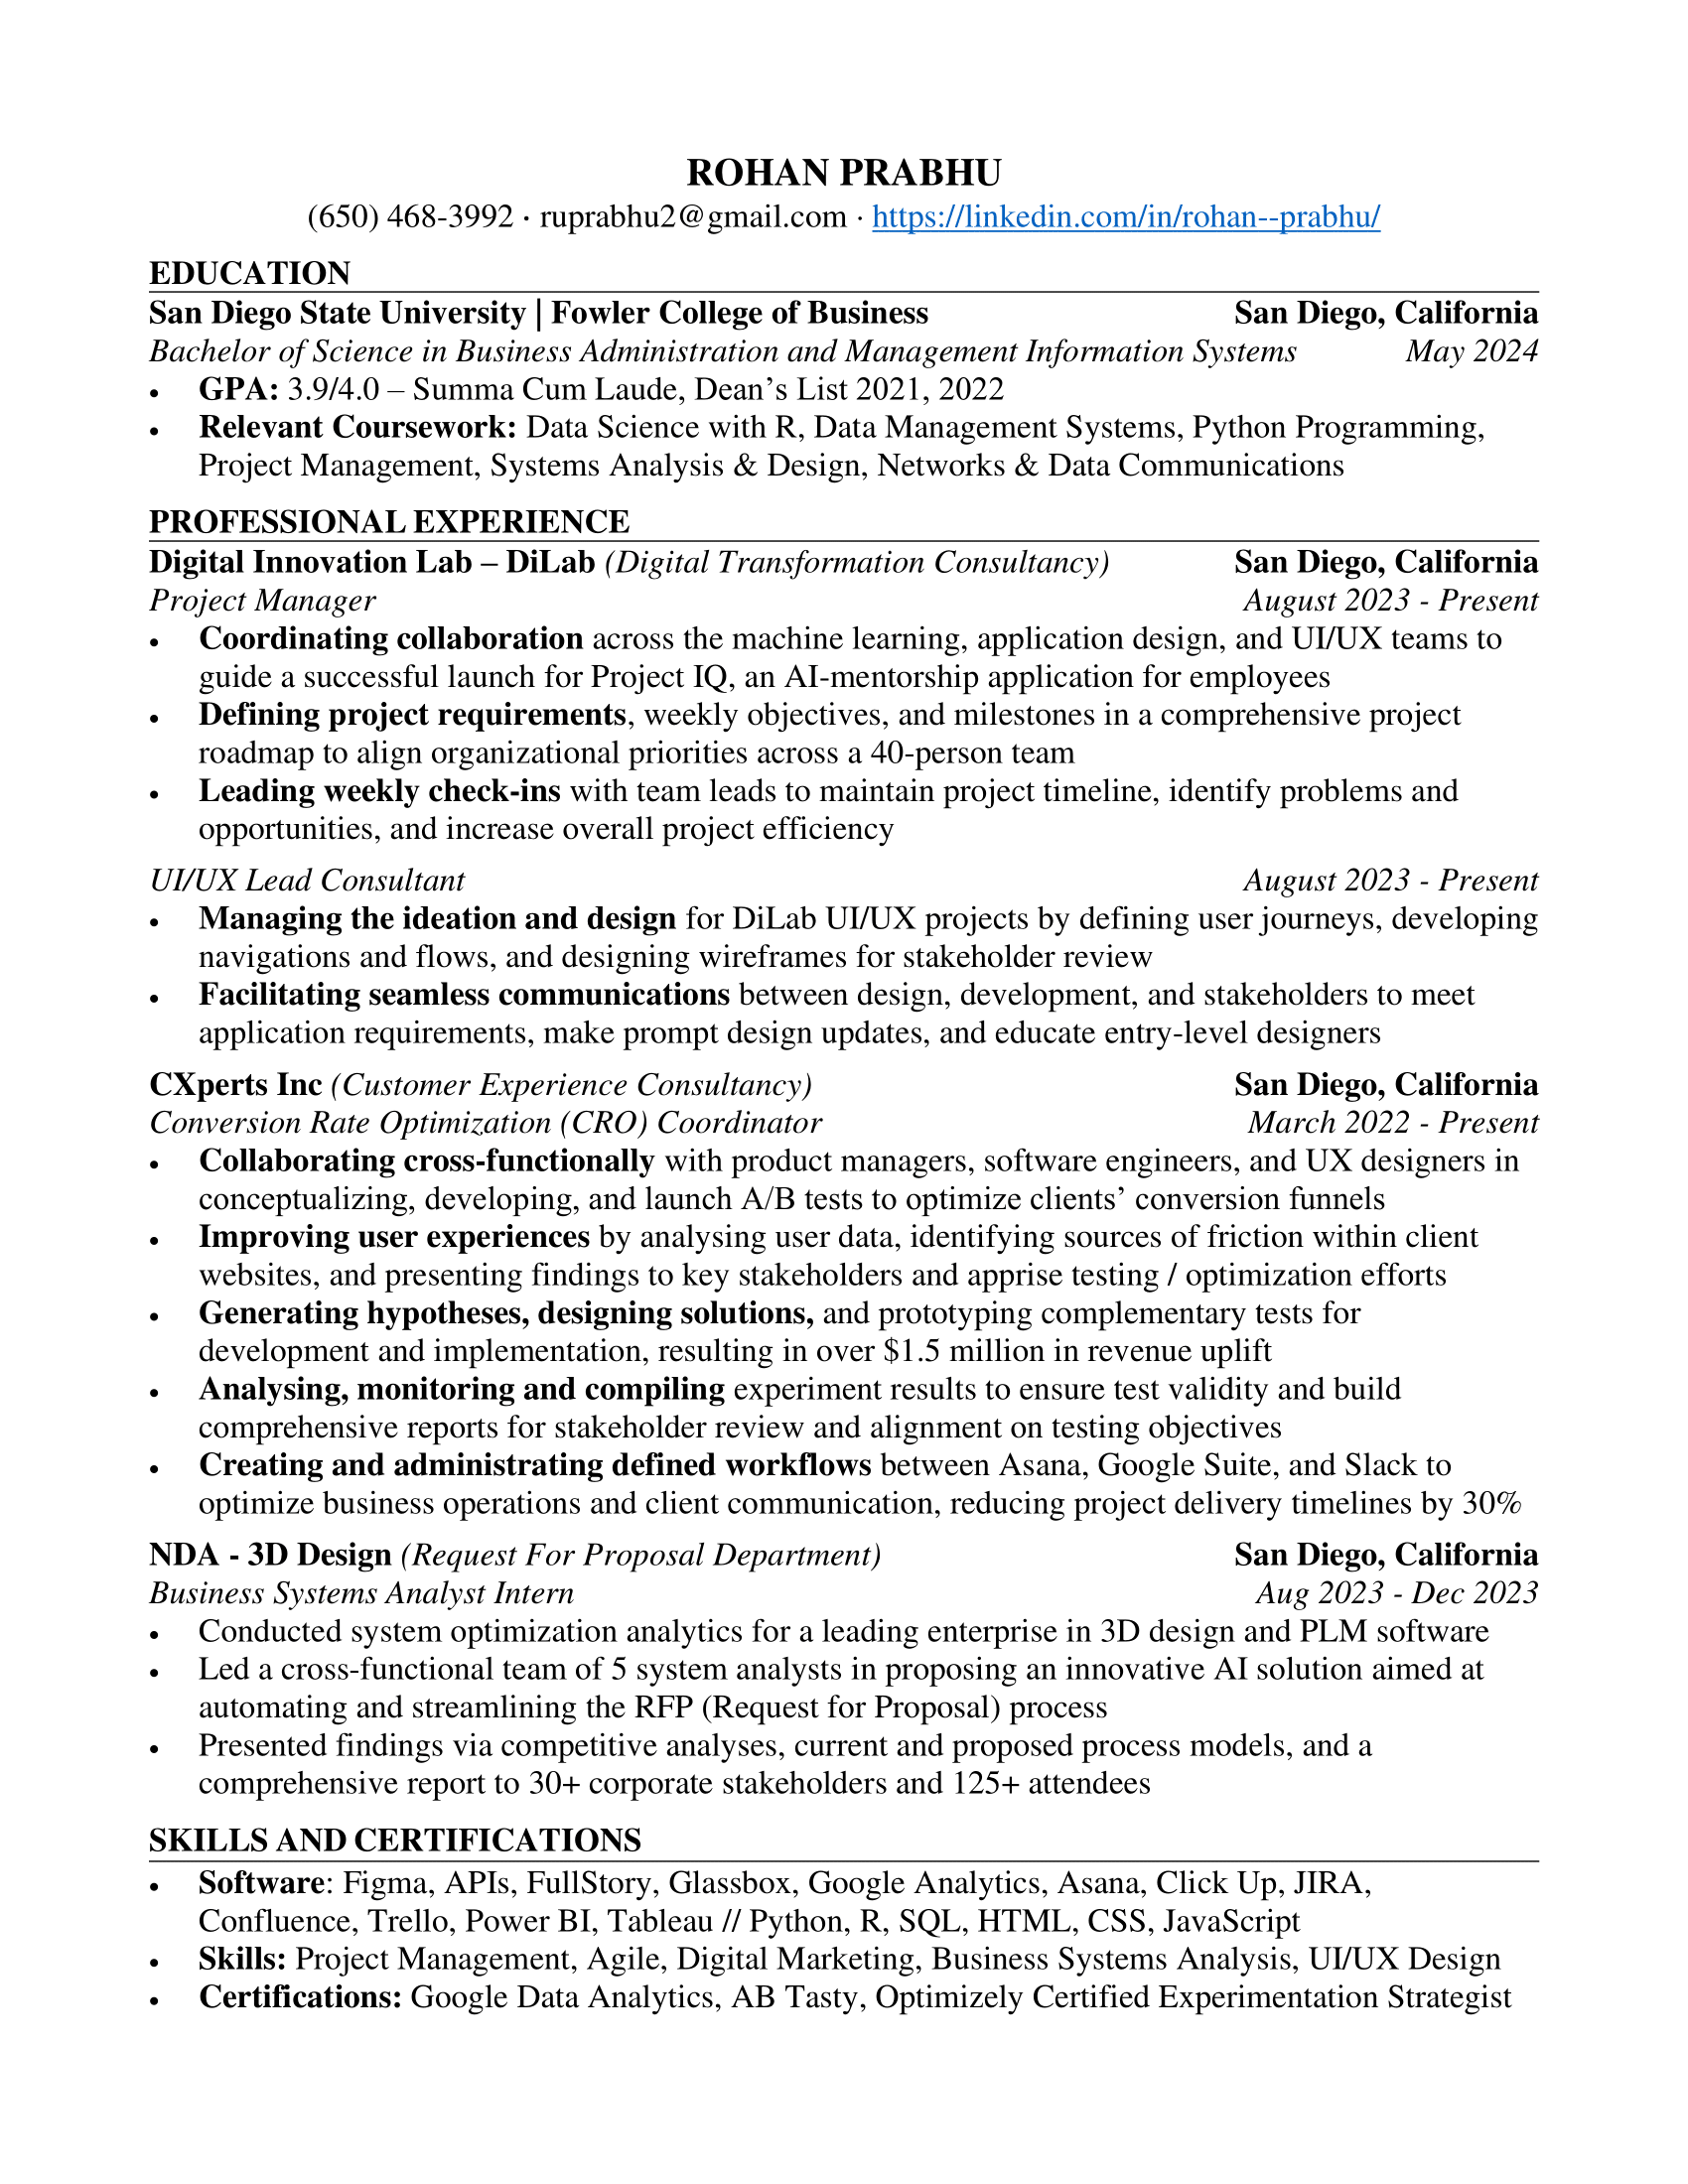 ROHAN PRABHU
(650) 468-3992 · ruprabhu2@gmail.com · https://linkedin.com/in/rohan--prabhu/
EDUCATION
San Diego State University | Fowler College of Business San Diego, California
Bachelor of Science in Business Administration and Management Information Systems May 2024
• GPA: 3.9/4.0 – Summa Cum Laude, Dean’s List 2021, 2022
• Relevant Coursework: Data Science with R, Data Management Systems, Python Programming,
Project Management, Systems Analysis & Design, Networks & Data Communications
PROFESSIONAL EXPERIENCE
Digital Innovation Lab – DiLab (Digital Transformation Consultancy) San Diego, California
Project Manager August 2023 - Present
• Coordinating collaboration across the machine learning, application design, and UI/UX teams to
guide a successful launch for Project IQ, an AI-mentorship application for employees
• Defining project requirements, weekly objectives, and milestones in a comprehensive project
roadmap to align organizational priorities across a 40-person team
• Leading weekly check-ins with team leads to maintain project timeline, identify problems and
opportunities, and increase overall project efficiency
UI/UX Lead Consultant August 2023 - Present
• Managing the ideation and design for DiLab UI/UX projects by defining user journeys, developing
navigations and flows, and designing wireframes for stakeholder review
• Facilitating seamless communications between design, development, and stakeholders to meet
application requirements, make prompt design updates, and educate entry-level designers
CXperts Inc (Customer Experience Consultancy) San Diego, California
Conversion Rate Optimization (CRO) Coordinator March 2022 - Present
• Collaborating cross-functionally with product managers, software engineers, and UX designers in
conceptualizing, developing, and launch A/B tests to optimize clients’ conversion funnels
• Improving user experiences by analysing user data, identifying sources of friction within client
websites, and presenting findings to key stakeholders and apprise testing / optimization efforts
• Generating hypotheses, designing solutions, and prototyping complementary tests for
development and implementation, resulting in over $1.5 million in revenue uplift
• Analysing, monitoring and compiling experiment results to ensure test validity and build
comprehensive reports for stakeholder review and alignment on testing objectives
• Creating and administrating defined workflows between Asana, Google Suite, and Slack to
optimize business operations and client communication, reducing project delivery timelines by 30%
NDA - 3D Design (Request For Proposal Department) San Diego, California
Business Systems Analyst Intern Aug 2023 - Dec 2023
• Conducted system optimization analytics for a leading enterprise in 3D design and PLM software
• Led a cross-functional team of 5 system analysts in proposing an innovative AI solution aimed at
automating and streamlining the RFP (Request for Proposal) process
• Presented findings via competitive analyses, current and proposed process models, and a
comprehensive report to 30+ corporate stakeholders and 125+ attendees
SKILLS AND CERTIFICATIONS
• Software: Figma, APIs, FullStory, Glassbox, Google Analytics, Asana, Click Up, JIRA,
Confluence, Trello, Power BI, Tableau // Python, R, SQL, HTML, CSS, JavaScript
• Skills: Project Management, Agile, Digital Marketing, Business Systems Analysis, UI/UX Design
• Certifications: Google Data Analytics, AB Tasty, Optimizely Certified Experimentation Strategist